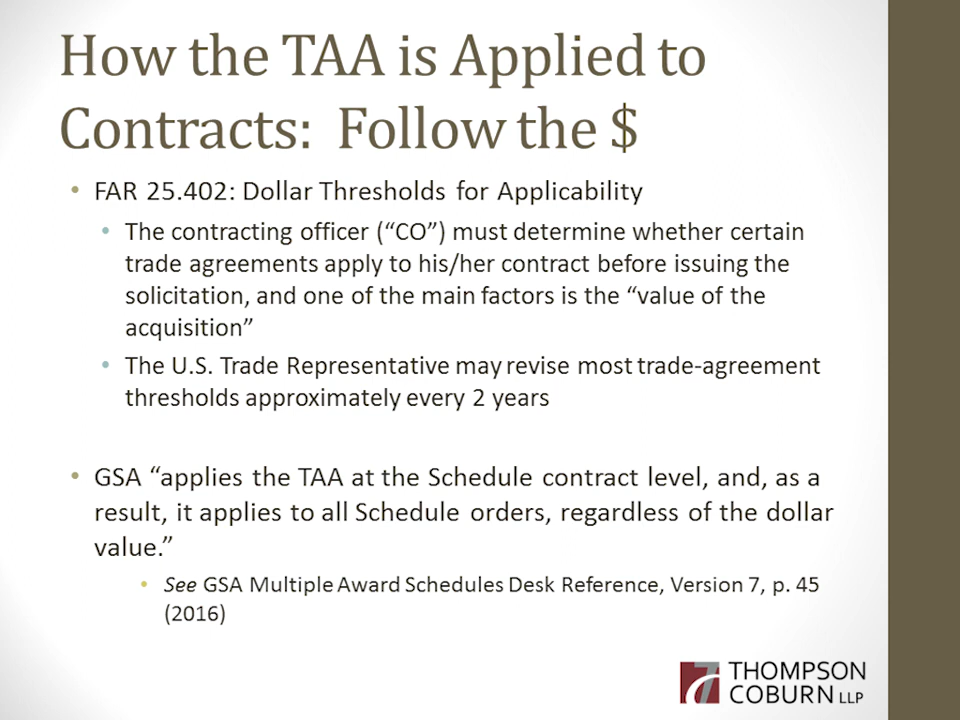 How the TAA is Applied to
Contracts:  Follow the $
• FAR 25.402: Dollar Thresholds for Applicability
• The contracting officer (“CO”) must determine whether certain
trade agreements apply to his/her contract before issuing the
solicitation, and one of the main factors is the “value of the
acquisition”
• The U.S. Trade Representative may revise most trade-agreement
thresholds approximately every 2 years
• GSA “applies the TAA at the Schedule contract level, and, as a
result, it applies to all Schedule orders, regardless of the dollar
value.”
• See GSA Multiple Award Schedules Desk Reference, Version 7, p. 45
(2016)
THOMPSON
COBURN LLP